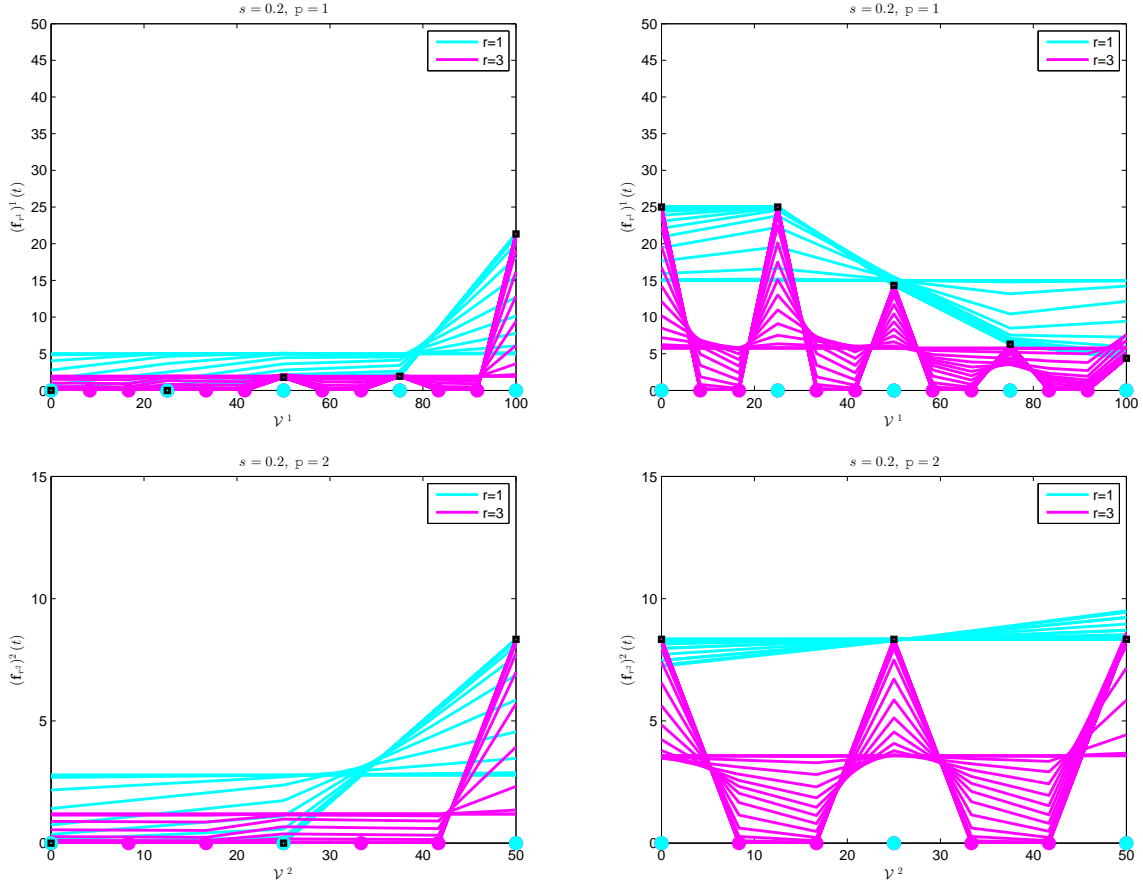 s = 0.2, p = 1
50
45
40
35
30
25
20
15
10
5
0
(f_{r^1})^1 (t)
r=1
r=3
0 20 40 60 80 100
𝒱^1
s = 0.2, p = 1
50
45
40
35
30
25
20
15
10
5
0
(f_{r^1})^1 (t)
r=1
r=3
0 20 40 60 80 100
𝒱^1
s = 0.2, p = 2
15
10
5
0
(f_{r^2})^2 (t)
r=1
r=3
0 10 20 30 40 50
𝒱^2
s = 0.2, p = 2
15
10
5
0
(f_{r^2})^2 (t)
r=1
r=3
0 10 20 30 40 50
𝒱^2